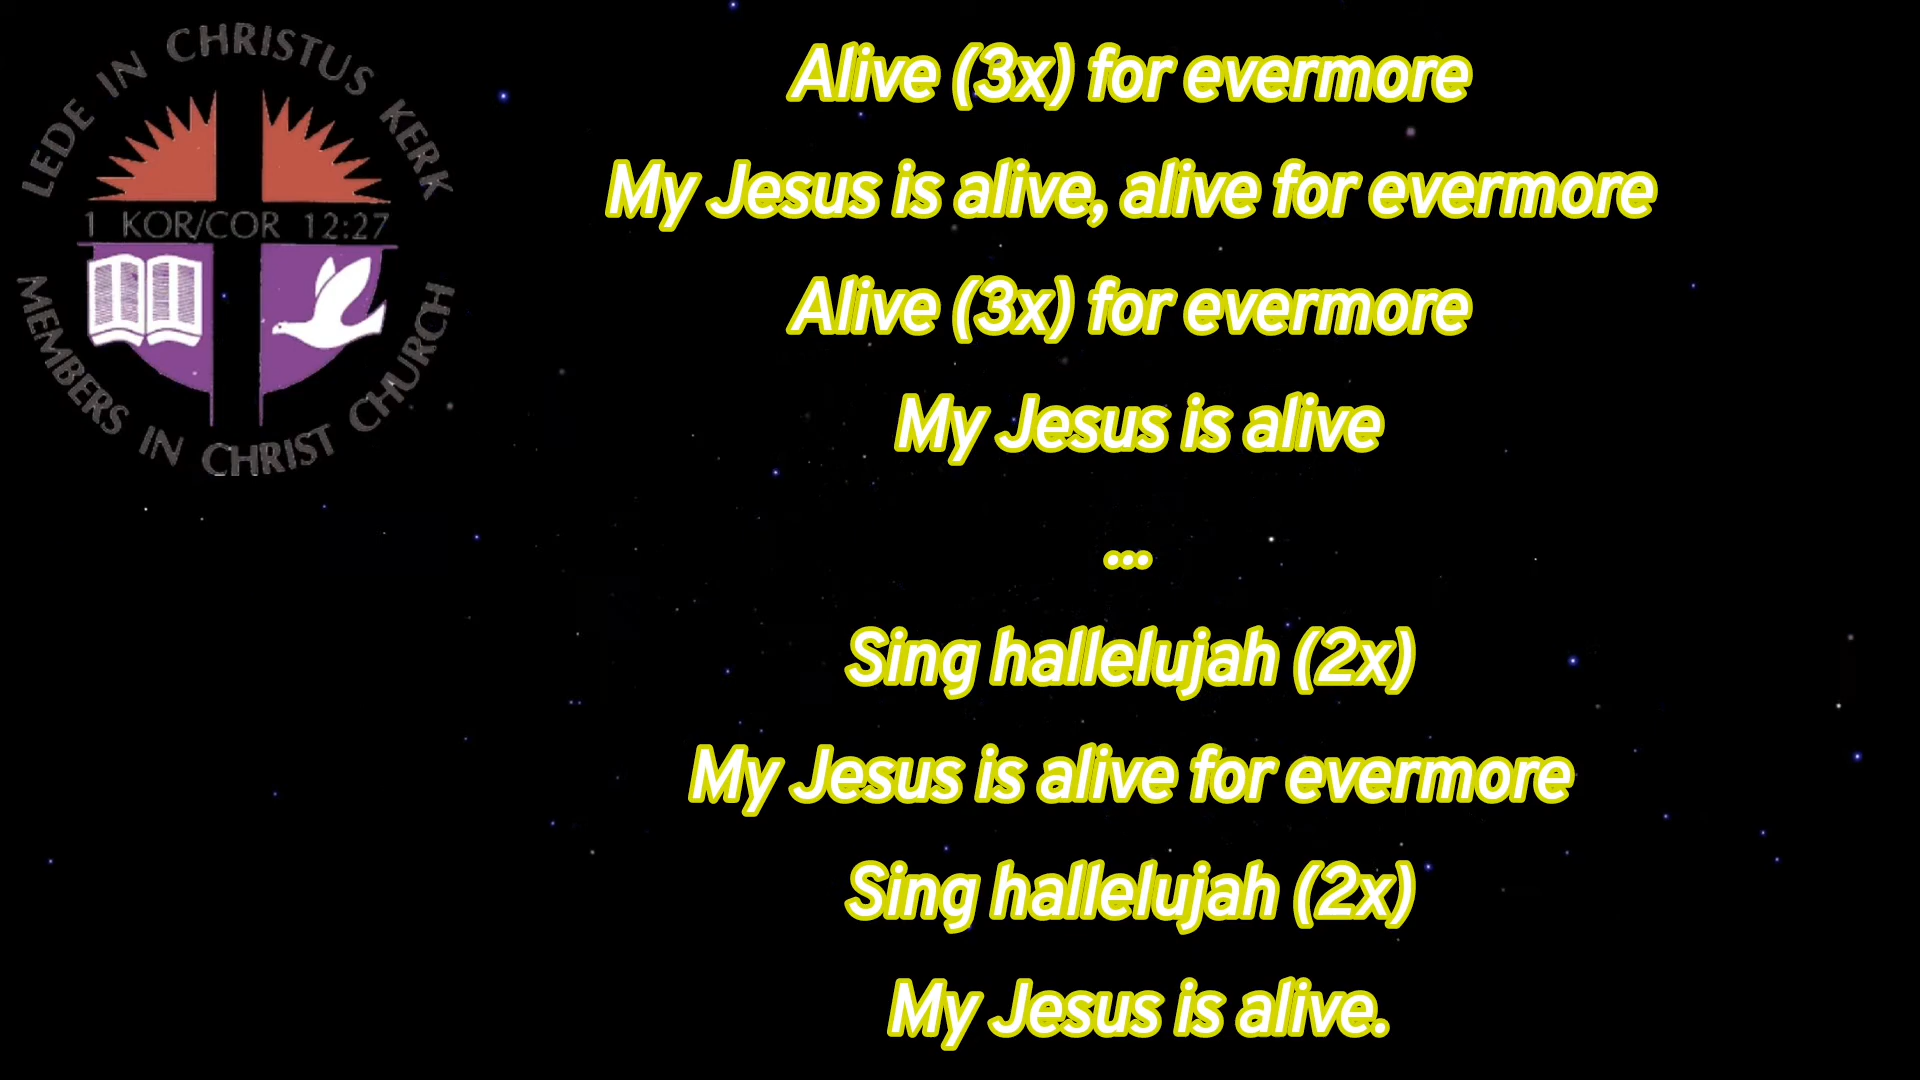 LEDE IN CHRISTUS KERK
1 KOR/COR 12:27
MEMBERS IN CHRIST CHURCH
Alive (3x) for evermore
My Jesus is alive, alive for evermore
Alive (3x) for evermore
My Jesus is alive
...
Sing hallelujah (2x)
My Jesus is alive for evermore
Sing hallelujah (2x)
My Jesus is alive.